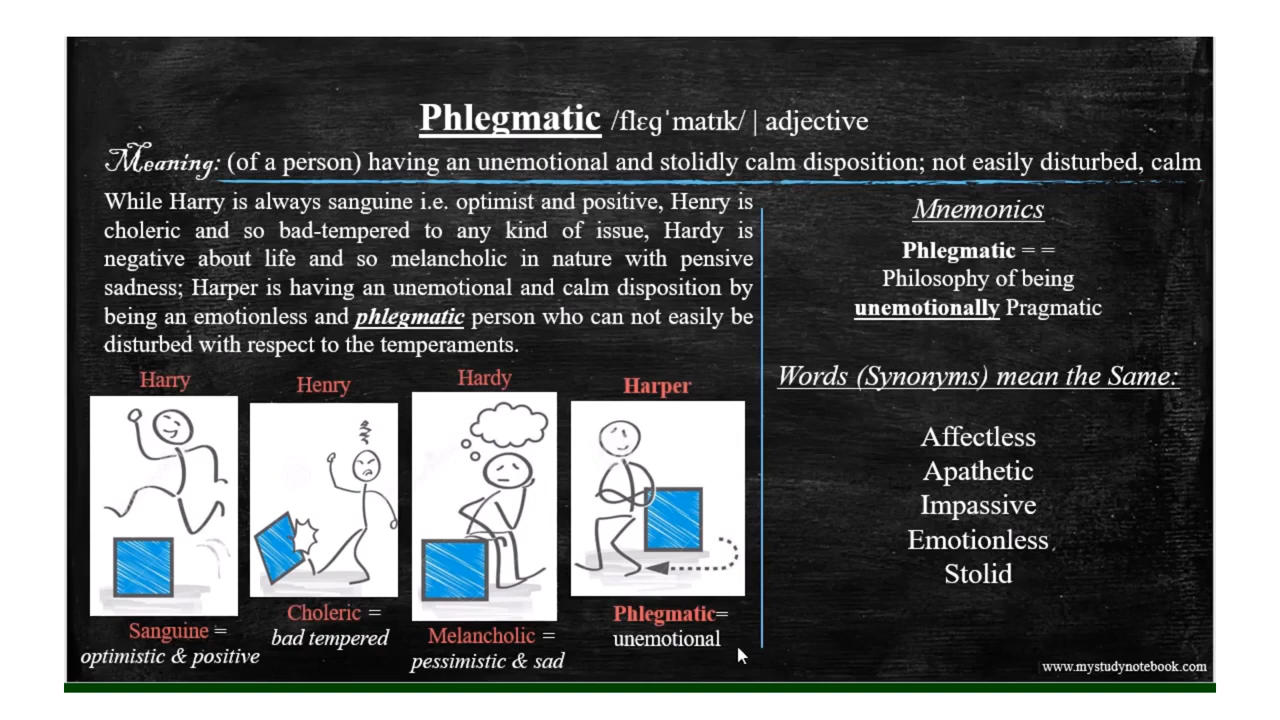 Phlegmatic /flɛɡˈmatɪk/ | adjective
Meaning: (of a person) having an unemotional and stolidly calm disposition; not easily disturbed, calm
While Harry is always sanguine i.e. optimist and positive, Henry is
choleric and so bad-tempered to any kind of issue, Hardy is
negative about life and so melancholic in nature with pensive
sadness; Harper is having an unemotional and calm disposition by
being an emotionless and phlegmatic person who can not easily be
disturbed with respect to the temperaments.
Harry
Henry
Hardy
Harper
Sanguine =
optimistic & positive
Choleric =
bad tempered
Melancholic =
pessimistic & sad
Phlegmatic=
unemotional
Mnemonics
Phlegmatic = =
Philosophy of being
unemotionally Pragmatic
Words (Synonyms) mean the Same:
Affectless
Apathetic
Impassive
Emotionless
Stolid
www.mystudynotebook.com